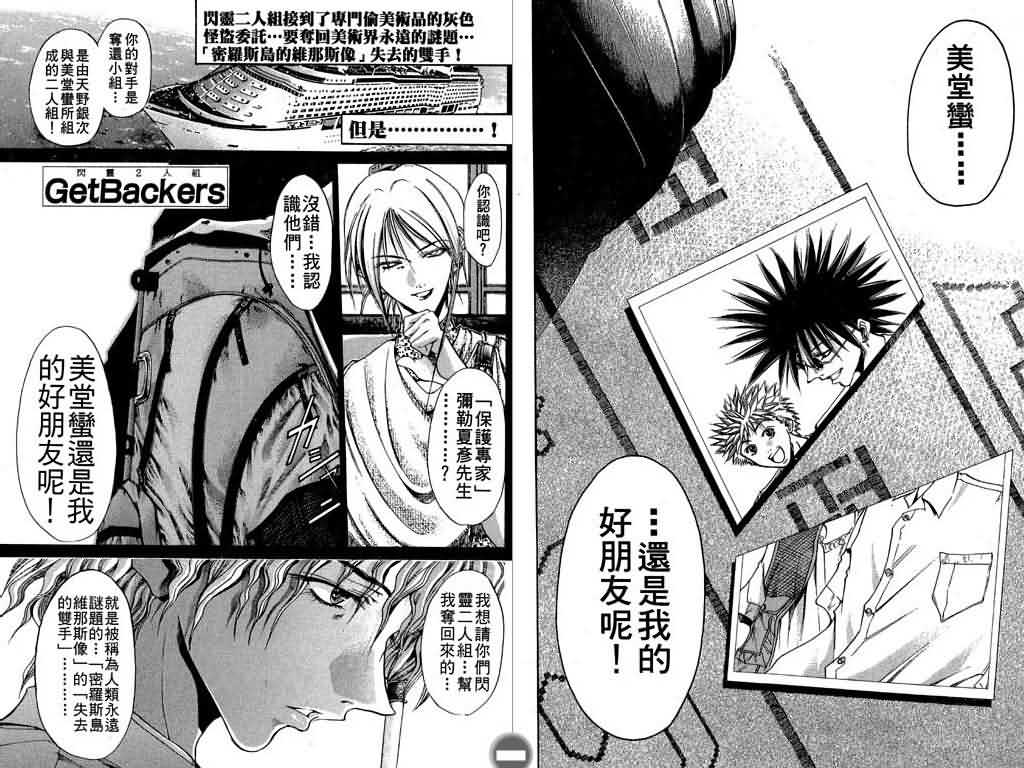 美堂蠻……
…還是我的
好朋友呢！
閃靈二人組接到了專門偷美術品的灰色
怪盜委託…要奪回美術界永遠的謎題…
「密羅斯島的維那斯像」失去的雙手！
但是……………！
你的對手是
奪還小組…
是由天野銀次
與美堂蠻所組
成的二人組！
閃靈2人組
GetBackers
你認識吧？
「保護專家」
彌勒夏彥先生
…………？
沒錯…我認
識他們……
美堂蠻還是我
的好朋友呢！
我想請你們閃
靈二人組…幫
我奪回來的…
就是被稱為人類永遠
謎題的…「密羅斯島
維那斯像」的「失去
的雙手」…………